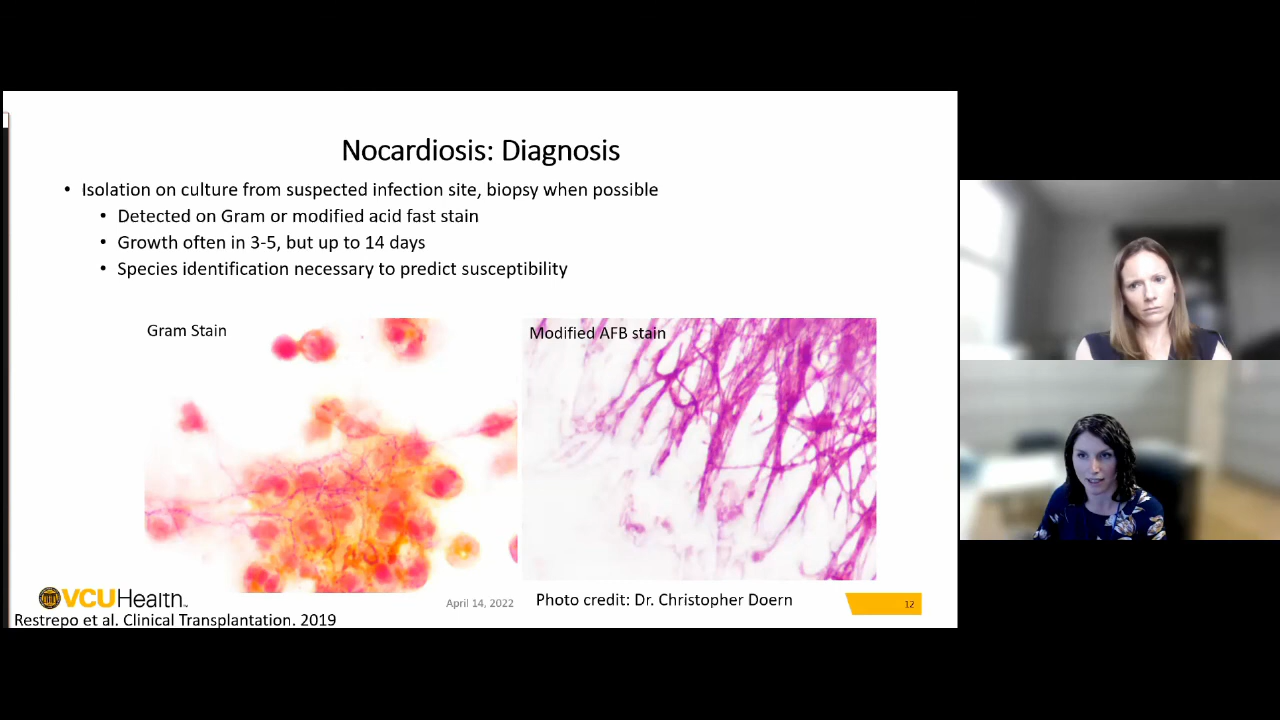 Nocardiosis: Diagnosis
• Isolation on culture from suspected infection site, biopsy when possible
• Detected on Gram or modified acid fast stain
• Growth often in 3-5, but up to 14 days
• Species identification necessary to predict susceptibility
Gram Stain
Modified AFB stain
VCUHealth™
April 14, 2022
Photo credit: Dr. Christopher Doern
12
Restrepo et al. Clinical Transplantation. 2019